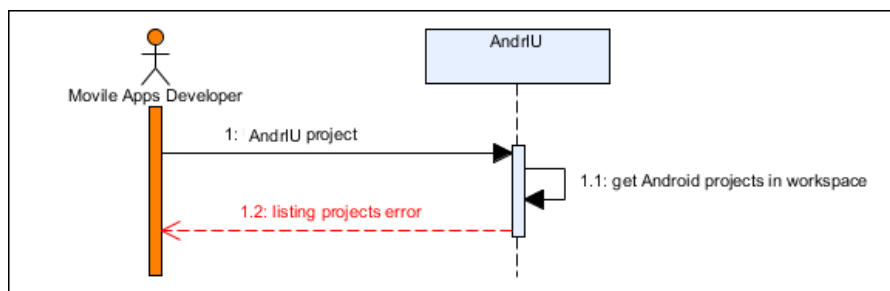 AndrIU
Movile Apps Developer
1: AndrIU project
1.1: get Android projects in workspace
1.2: listing projects error